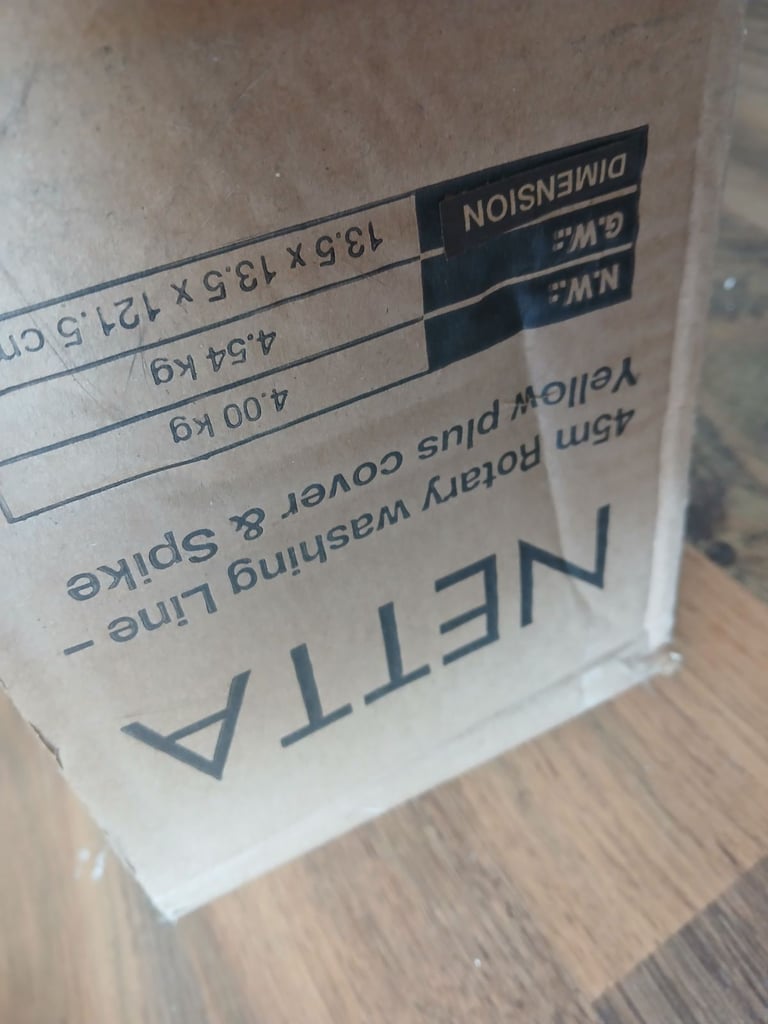 NETTA
45m Rotary washing Line -
Yellow plus cover & Spike
N.W.: 4.00 kg
G.W.: 4.54 kg
DIMENSION 13.5 x 13.5 x 121.5 cm